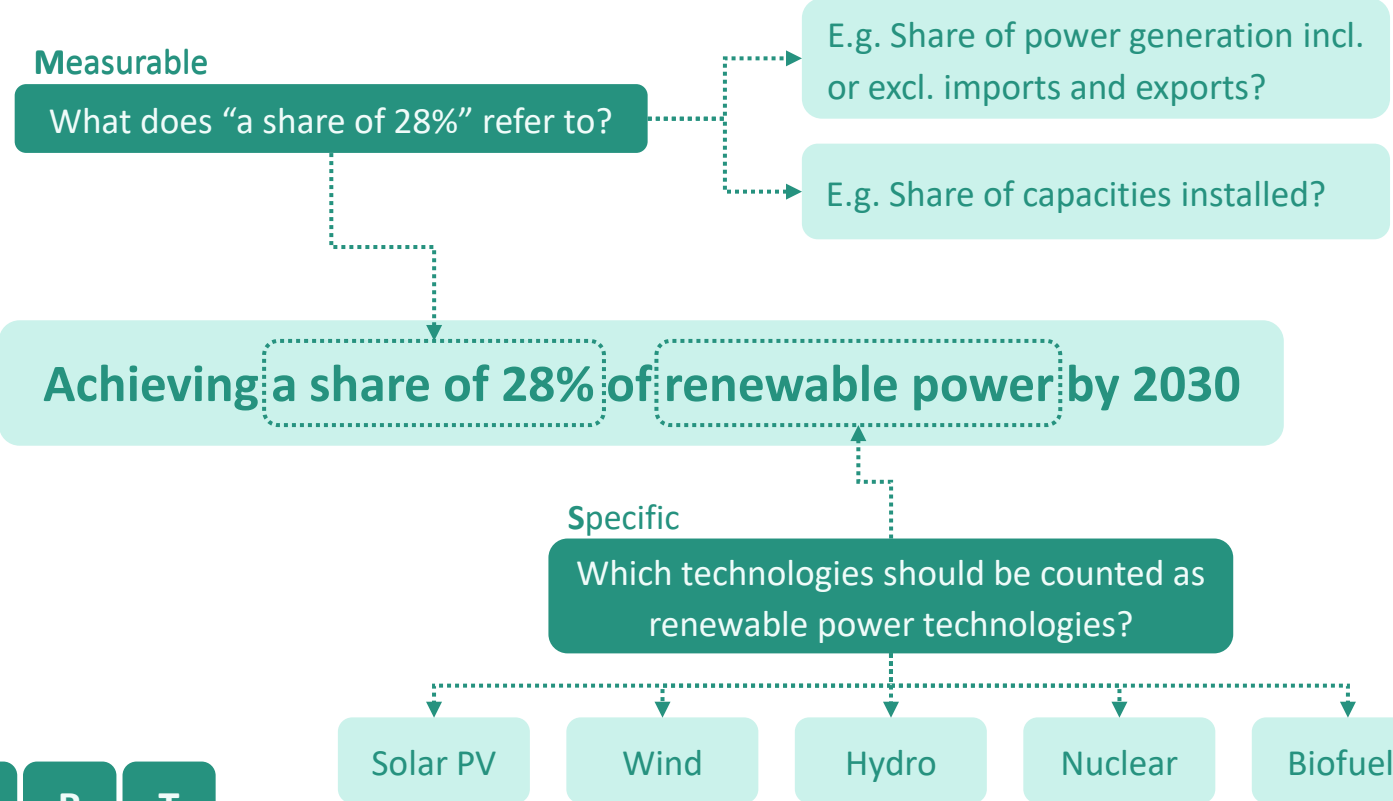 Measurable
What does “a share of 28%” refer to?
E.g. Share of power generation incl.
or excl. imports and exports?
E.g. Share of capacities installed?
Achieving a share of 28% of renewable power by 2030
Specific
Which technologies should be counted as
renewable power technologies?
Solar PV
Wind
Hydro
Nuclear
Biofuel
T